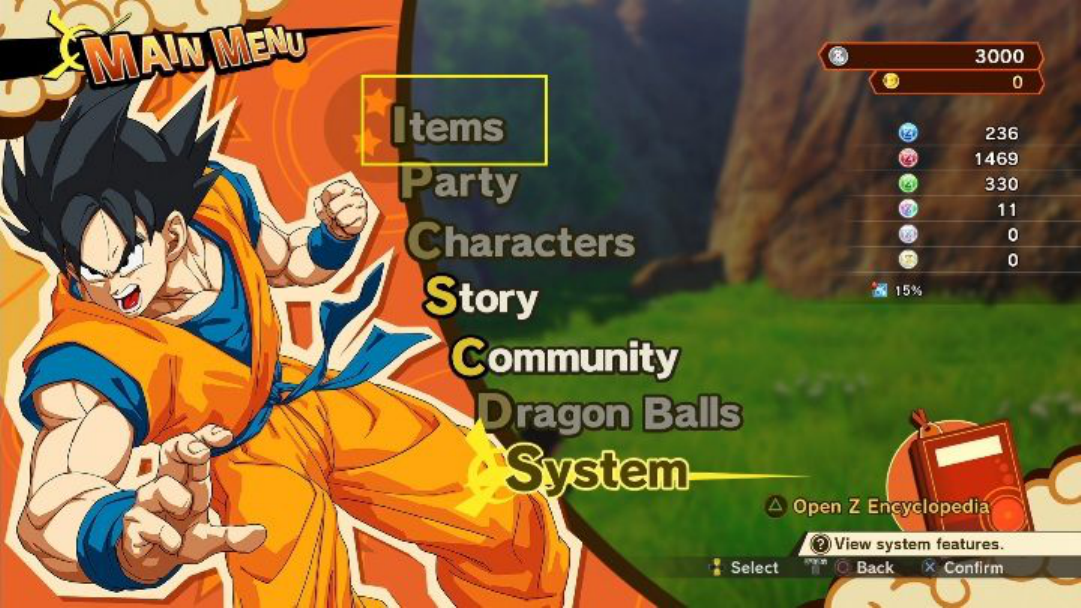 MAIN MENU
3000
0
Items
236
Party
1469
330
11
Characters
0
0
Story
15%
Community
Dragon Balls
System
Open Z Encyclopedia
View system features.
Select
Back
Confirm